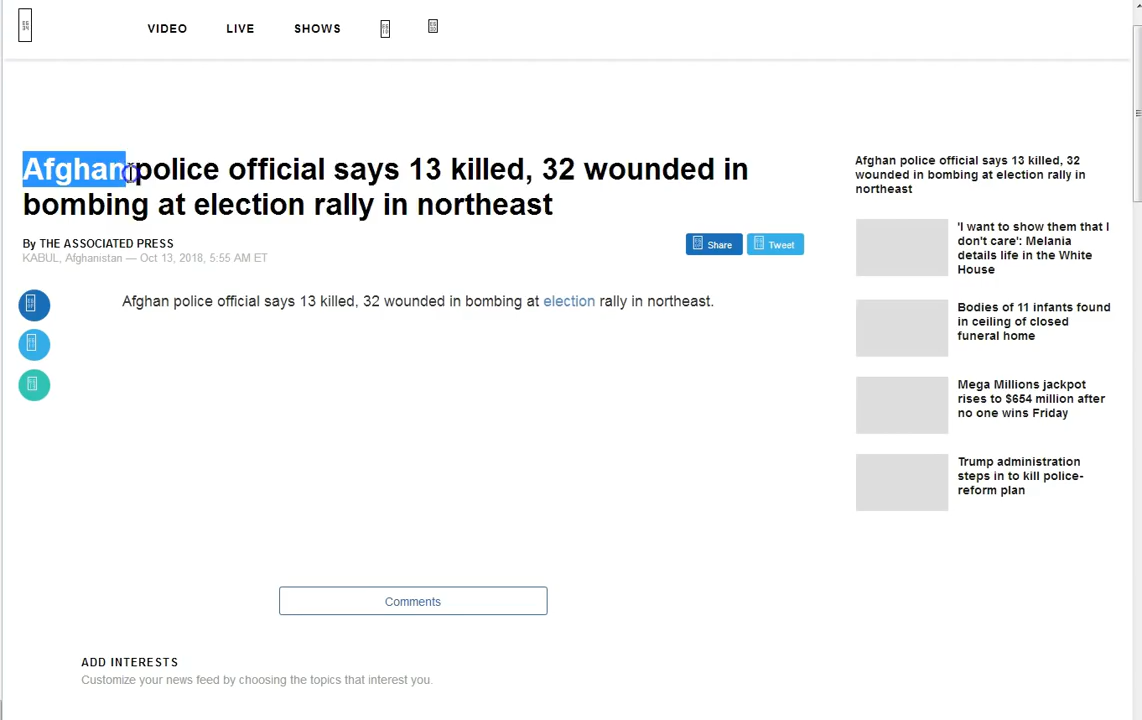 VIDEO LIVE SHOWS
Afghan police official says 13 killed, 32 wounded in
bombing at election rally in northeast
By THE ASSOCIATED PRESS
KABUL, Afghanistan — Oct 13, 2018, 5:55 AM ET
Share Tweet
Afghan police official says 13 killed, 32 wounded in bombing at election rally in northeast.
Comments
ADD INTERESTS
Customize your news feed by choosing the topics that interest you.
Afghan police official says 13 killed, 32
wounded in bombing at election rally in
northeast
'I want to show them that I
don't care': Melania
details life in the White
House
Bodies of 11 infants found
in ceiling of closed
funeral home
Mega Millions jackpot
rises to $654 million after
no one wins Friday
Trump administration
steps in to kill police-
reform plan